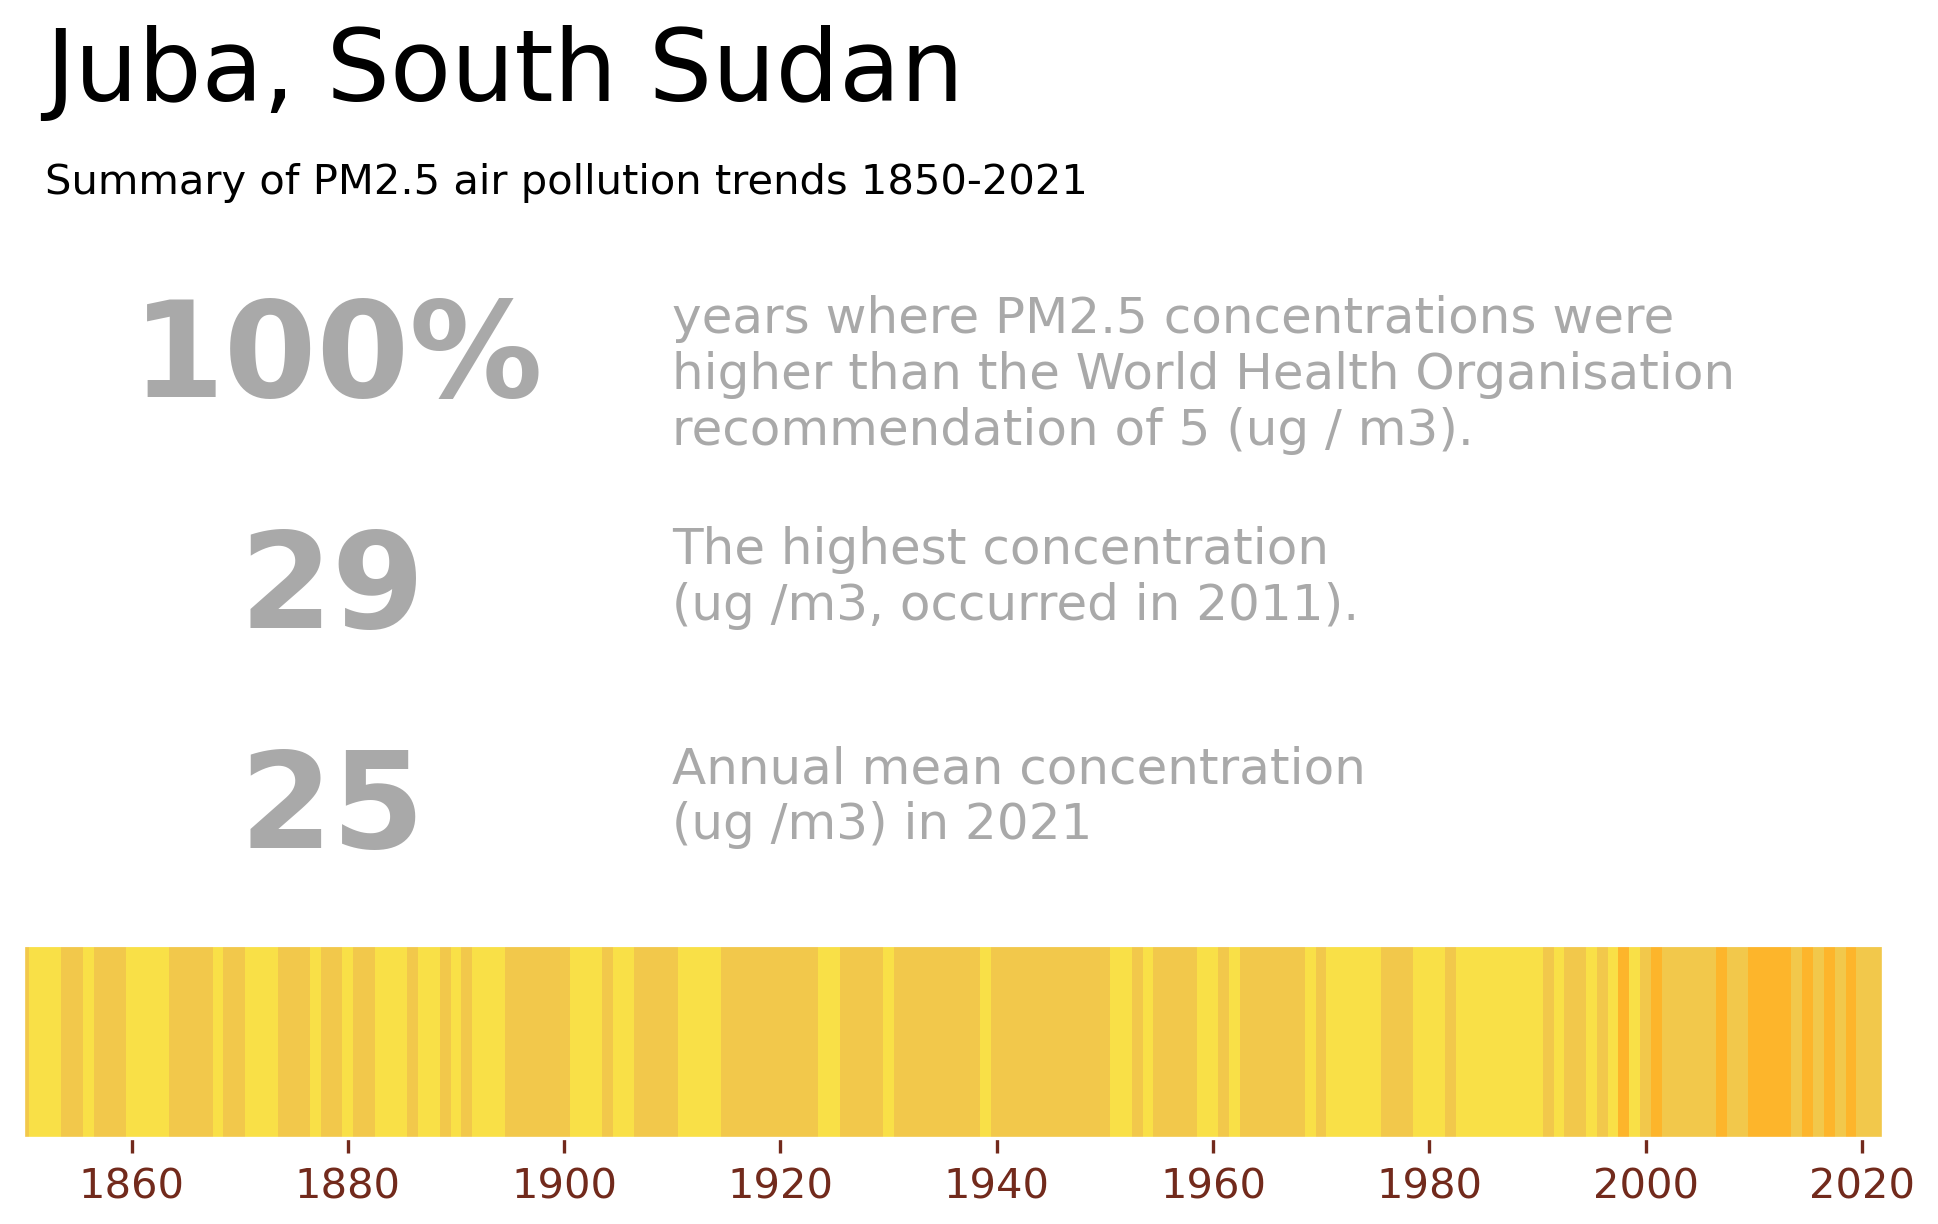 Juba, South Sudan
Summary of PM2.5 air pollution trends 1850-2021
100%
years where PM2.5 concentrations were
higher than the World Health Organisation
recommendation of 5 (ug / m3).
29
The highest concentration
(ug /m3, occurred in 2011).
25
Annual mean concentration
(ug /m3) in 2021
1860 1880 1900 1920 1940 1960 1980 2000 2020